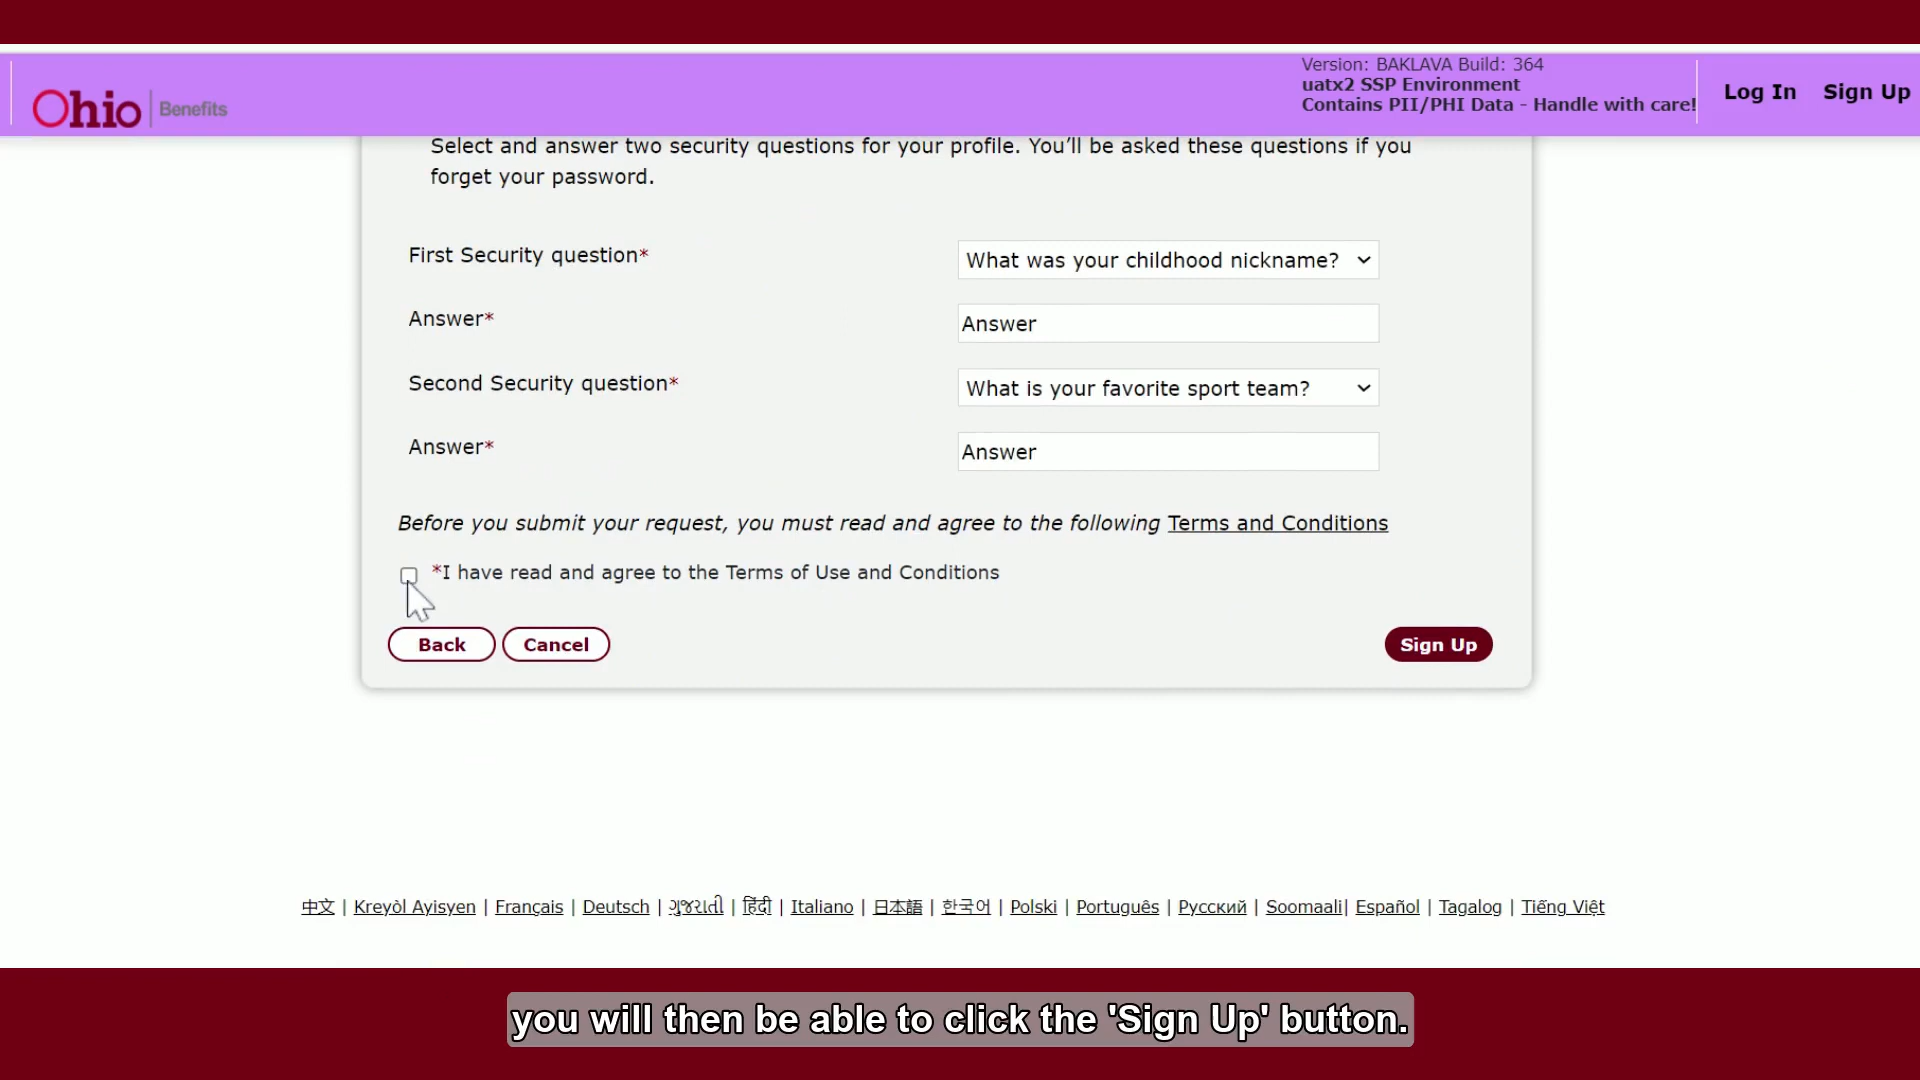 Ohio Benefits
Version: BAKLAVA Build: 364
uatx2 SSP Environment
Contains PII/PHI Data - Handle with care!
Log In Sign Up
Select and answer two security questions for your profile. You’ll be asked these questions if you
forget your password.
First Security question* What was your childhood nickname?
Answer* Answer
Second Security question* What is your favorite sport team?
Answer* Answer
Before you submit your request, you must read and agree to the following Terms and Conditions
*I have read and agree to the Terms of Use and Conditions
Back Cancel Sign Up
中文 | Kreyòl Ayisyen | Français | Deutsch | ગુજરાતી | हिंदी | Italiano | 日本語 | 한국어 | Polski | Português | Русский | Soomaali| Español | Tagalog | Tiếng Việt
you will then be able to click the 'Sign Up' button.